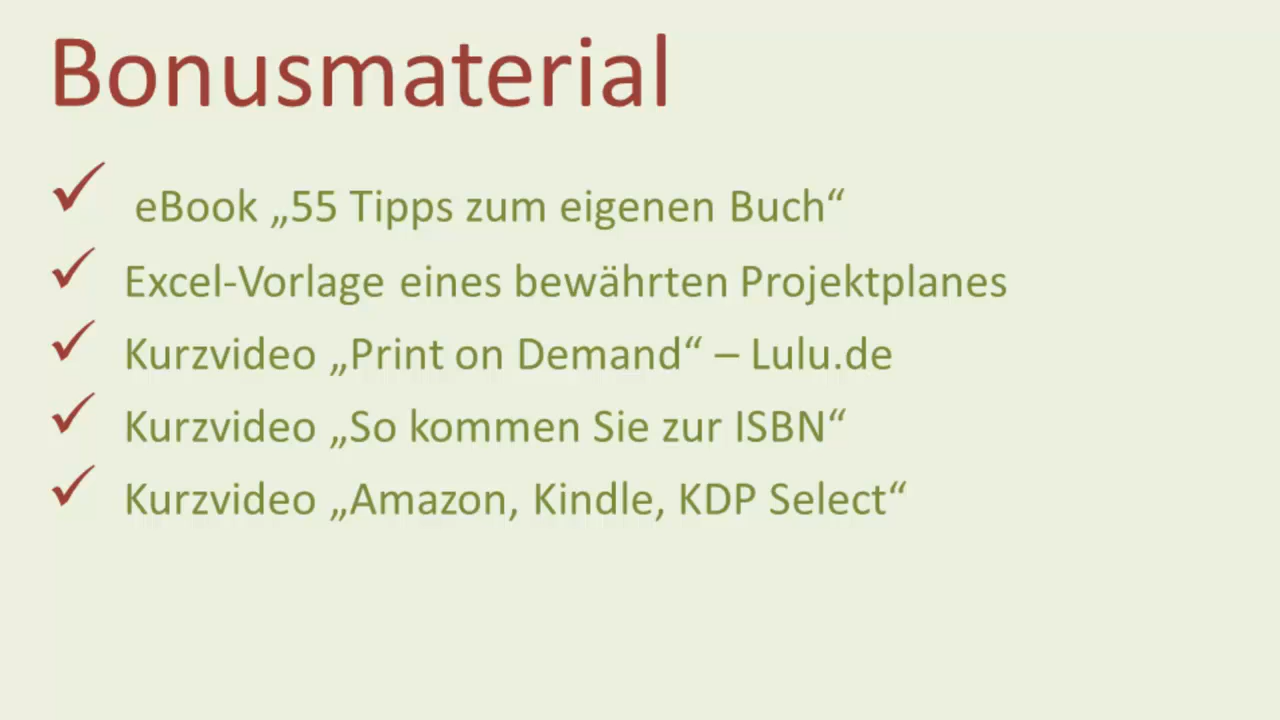 Bonusmaterial
eBook „55 Tipps zum eigenen Buch“
Excel-Vorlage eines bewährten Projektplanes
Kurzvideo „Print on Demand“ – Lulu.de
Kurzvideo „So kommen Sie zur ISBN“
Kurzvideo „Amazon, Kindle, KDP Select“